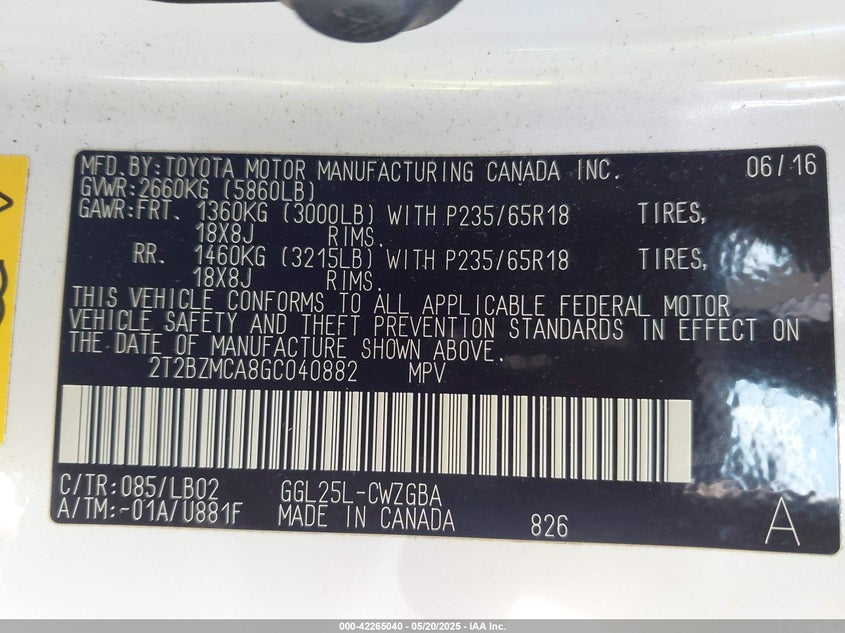 MFD.BY:TOYOTA MOTOR MANUFACTURING CANADA INC. 06/16
GVWR:2660KG (5860LB)
GAWR:FRT. 1360KG (3000LB) WITH P235/65R18 TIRES,
18X8J RIMS.
RR. 1460KG (3215LB) WITH P235/65R18 TIRES,
18X8J RIMS.
THIS VEHICLE CONFORMS TO ALL APPLICABLE FEDERAL MOTOR
VEHICLE SAFETY AND THEFT PREVENTION STANDARDS IN EFFECT ON
THE DATE OF MANUFACTURE SHOWN ABOVE.
2T2BZMCA8GC040882 MPV
C/TR:085/LB02 GGL25L-CWZGBA
A/TM:-01A/U881F MADE IN CANADA 826 A
000-42265040 - 05/20/2025 - IAA Inc.